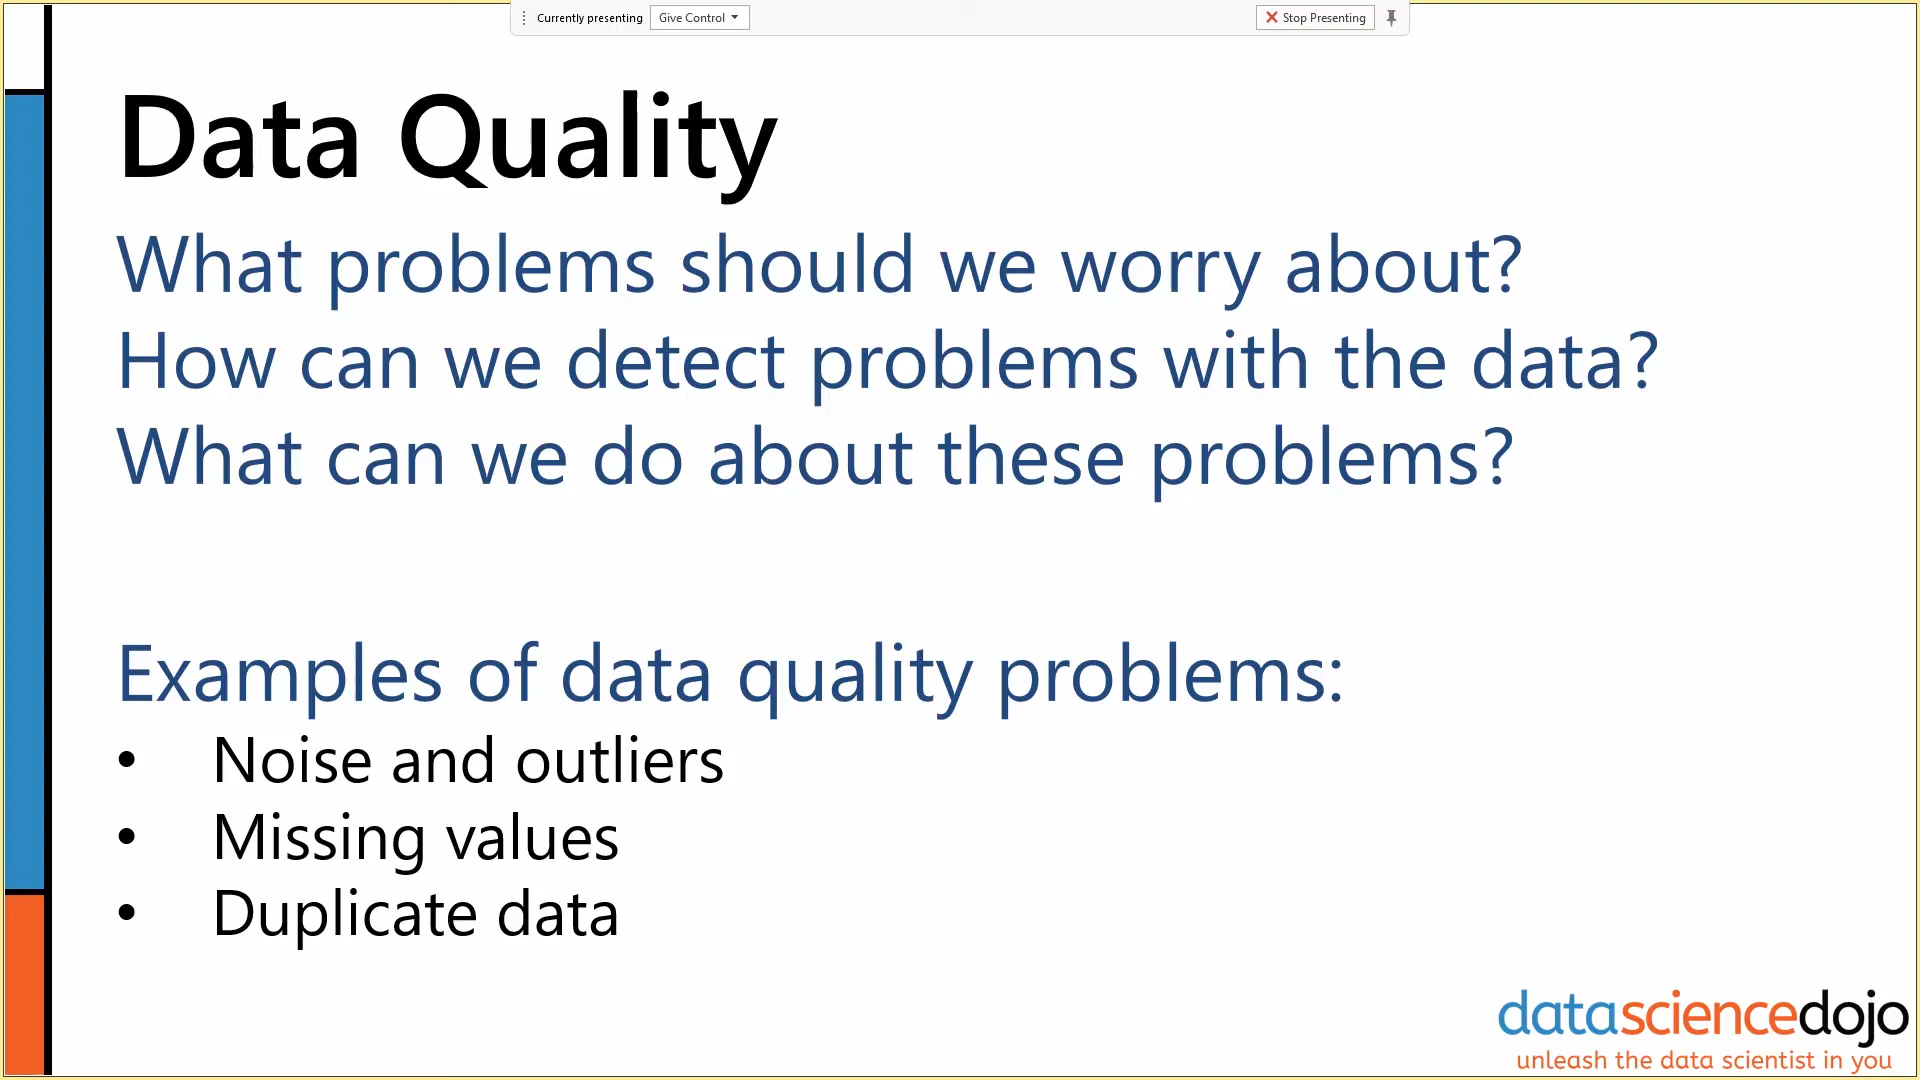 Currently presenting Give Control Stop Presenting
Data Quality
What problems should we worry about?
How can we detect problems with the data?
What can we do about these problems?
Examples of data quality problems:
• Noise and outliers
• Missing values
• Duplicate data
datasciencedojo
unleash the data scientist in you